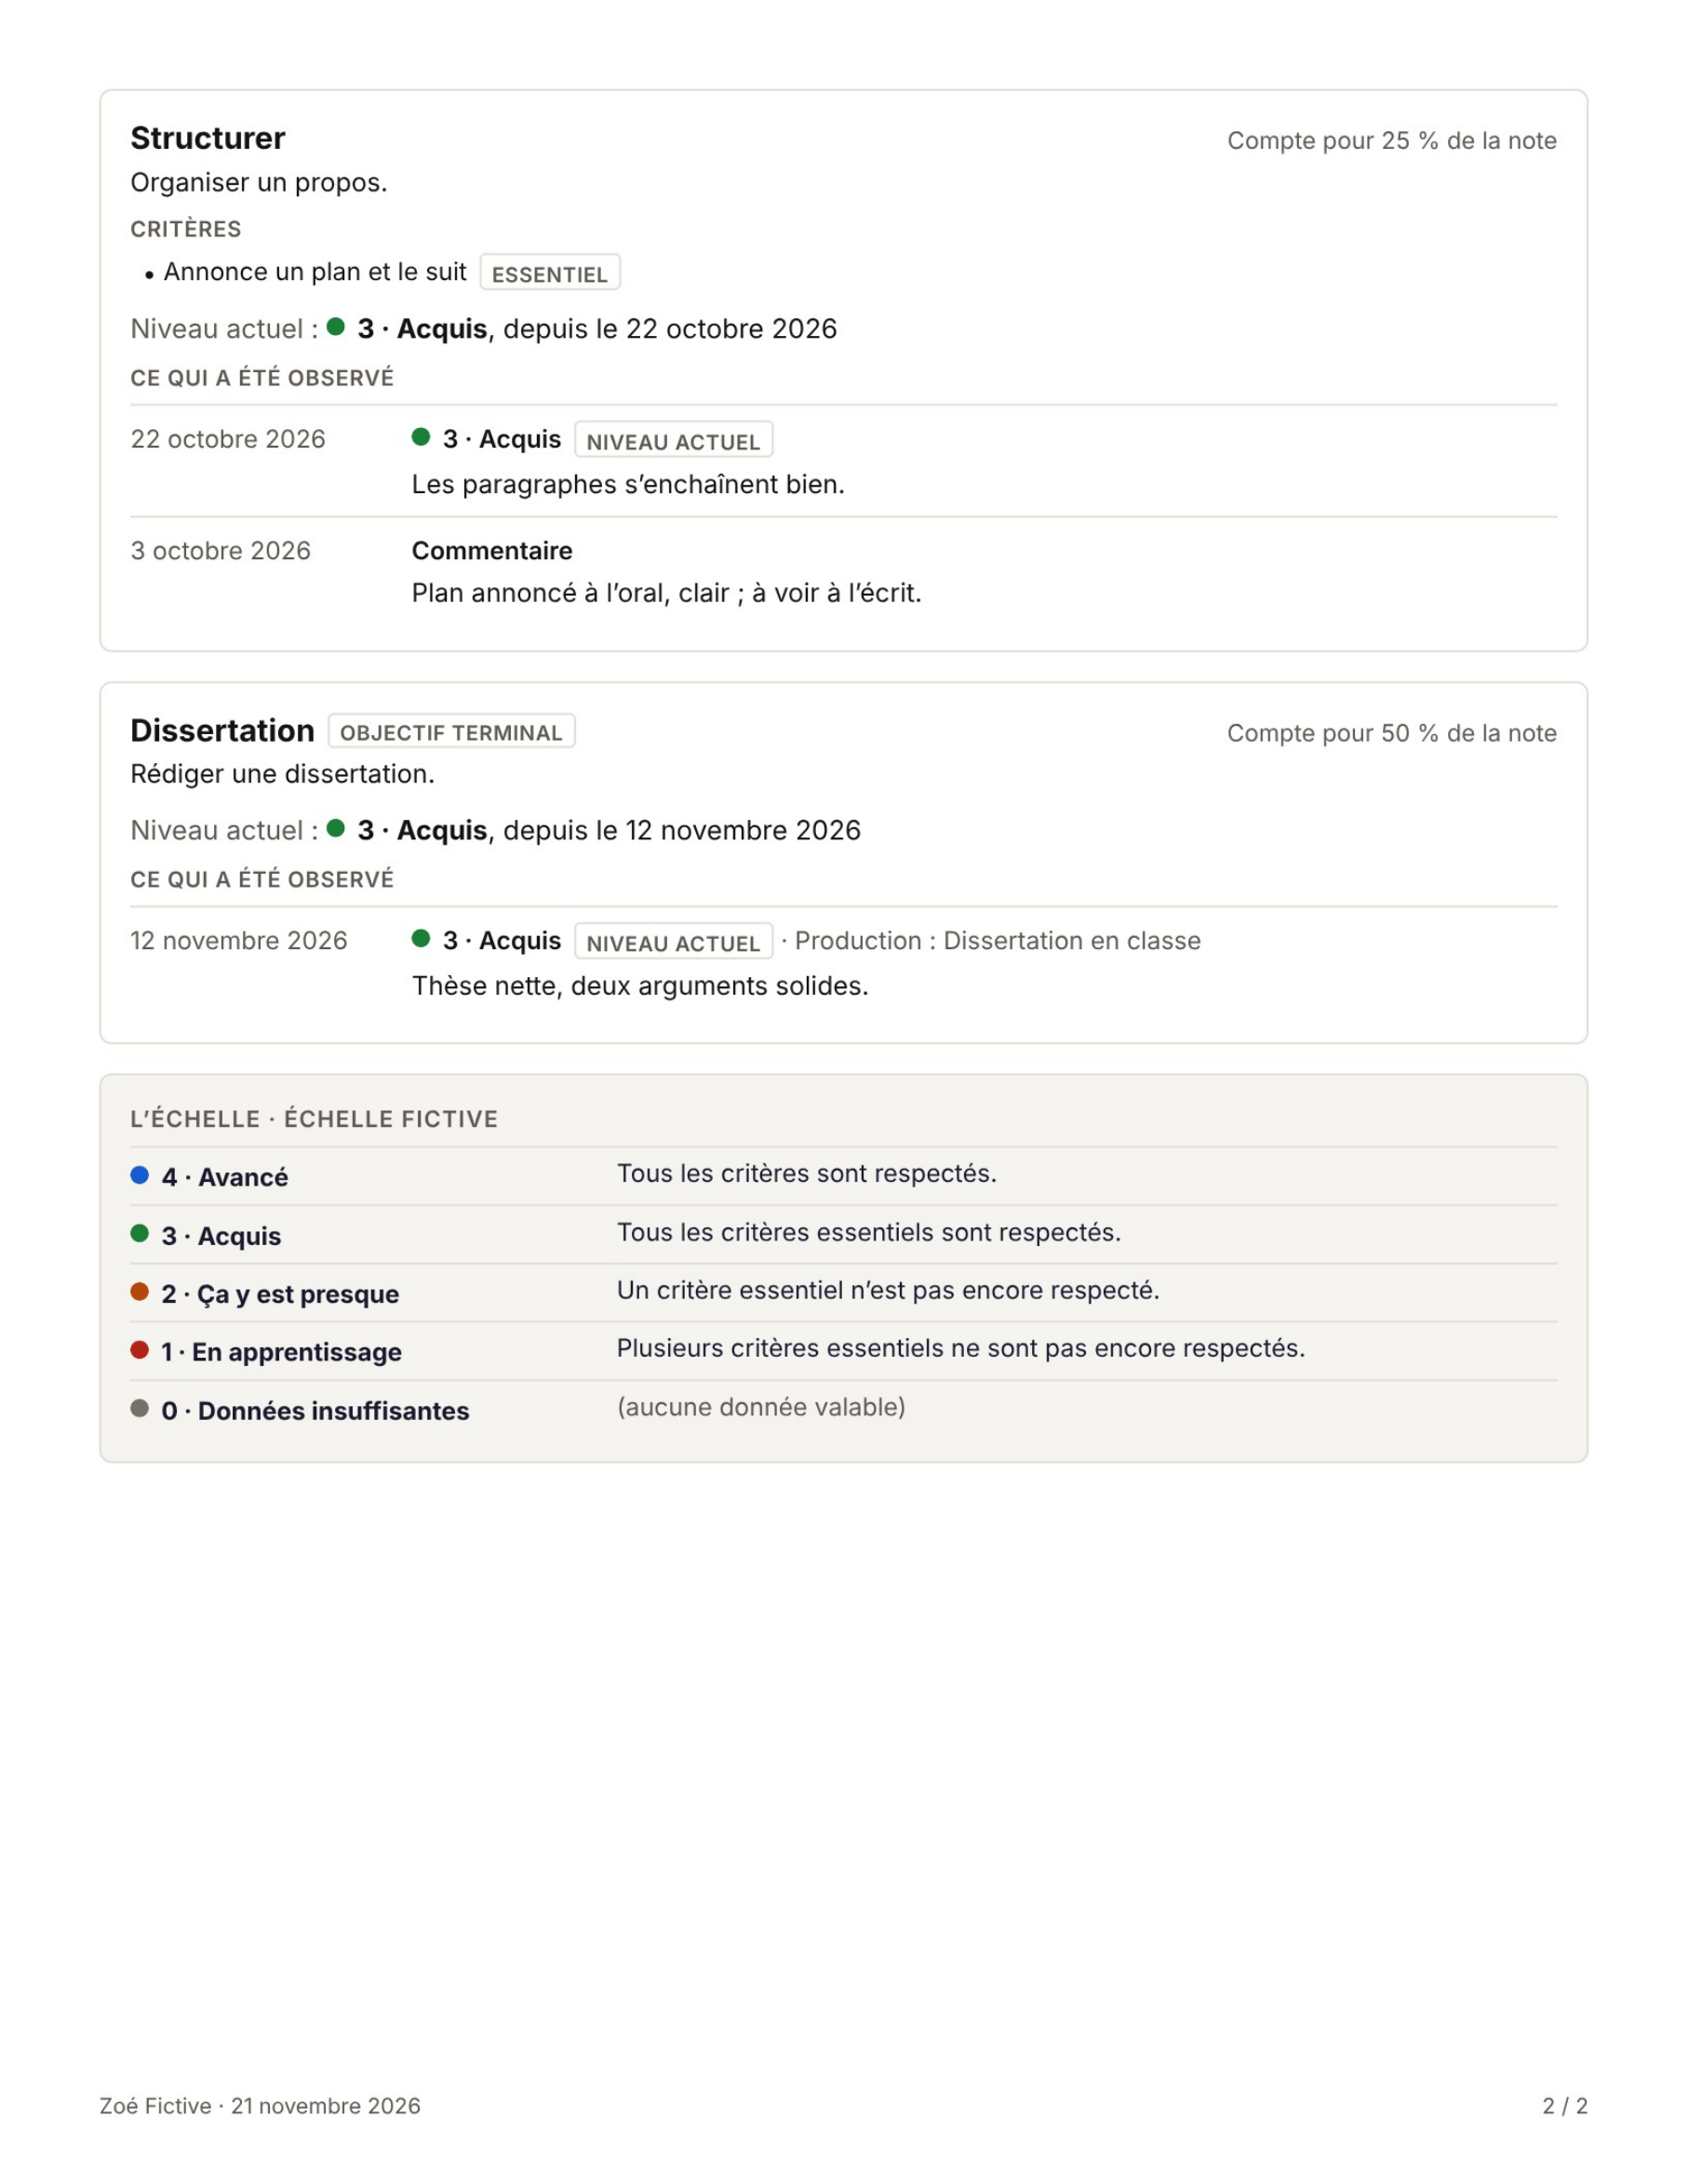 Structurer
Compte pour 25 % de la note
Organiser un propos.
CRITÈRES
• Annonce un plan et le suit ESSENTIEL
Niveau actuel : 3 · Acquis, depuis le 22 octobre 2026
CE QUI A ÉTÉ OBSERVÉ
22 octobre 2026 3 · Acquis NIVEAU ACTUEL
Les paragraphes s’enchaînent bien.
3 octobre 2026 Commentaire
Plan annoncé à l’oral, clair ; à voir à l’écrit.
Dissertation OBJECTIF TERMINAL
Compte pour 50 % de la note
Rédiger une dissertation.
Niveau actuel : 3 · Acquis, depuis le 12 novembre 2026
CE QUI A ÉTÉ OBSERVÉ
12 novembre 2026 3 · Acquis NIVEAU ACTUEL · Production : Dissertation en classe
Thèse nette, deux arguments solides.
L’ÉCHELLE · ÉCHELLE FICTIVE
4 · Avancé Tous les critères sont respectés.
3 · Acquis Tous les critères essentiels sont respectés.
2 · Ça y est presque Un critère essentiel n’est pas encore respecté.
1 · En apprentissage Plusieurs critères essentiels ne sont pas encore respectés.
0 · Données insuffisantes (aucune donnée valable)
Zoé Fictive · 21 novembre 2026
2 / 2